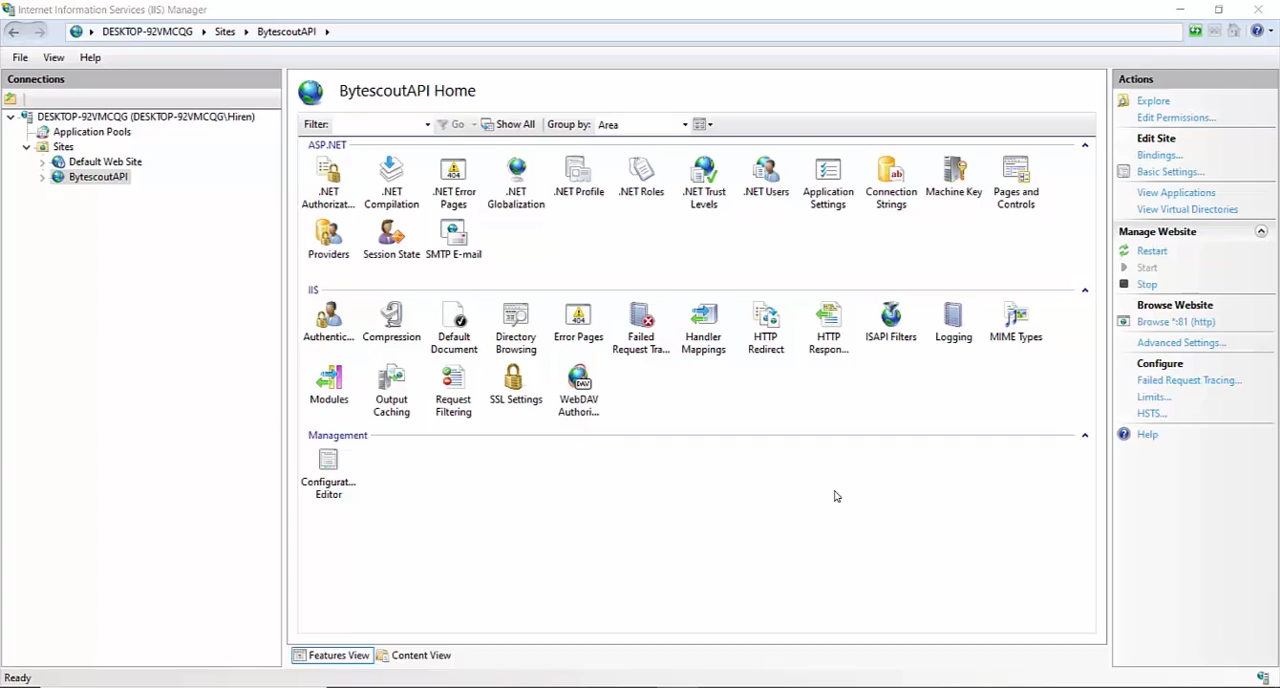 Internet Information Services (IIS) Manager
DESKTOP-92VMCQG Sites BytescoutAPI
File View Help
Connections
DESKTOP-92VMCQG (DESKTOP-92VMCQG\Hiren)
Application Pools
Sites
Default Web Site
BytescoutAPI
BytescoutAPI Home
Filter: Go Show All Group by: Area
ASP.NET
.NET Authorizat...
.NET Compilation
.NET Error Pages
.NET Globalization
.NET Profile
.NET Roles
.NET Trust Levels
.NET Users
Application Settings
Connection Strings
Machine Key
Pages and Controls
Providers
Session State
SMTP E-mail
IIS
Authentic...
Compression
Default Document
Directory Browsing
Error Pages
Failed Request Tra...
Handler Mappings
HTTP Redirect
HTTP Respon...
ISAPI Filters
Logging
MIME Types
Modules
Output Caching
Request Filtering
SSL Settings
WebDAV Authori...
Management
Configurat... Editor
Features View Content View
Actions
Explore
Edit Permissions...
Edit Site
Bindings...
Basic Settings...
View Applications
View Virtual Directories
Manage Website
Restart
Start
Stop
Browse Website
Browse *:81 (http)
Advanced Settings...
Configure
Failed Request Tracing...
Limits...
HSTS...
Help
Ready